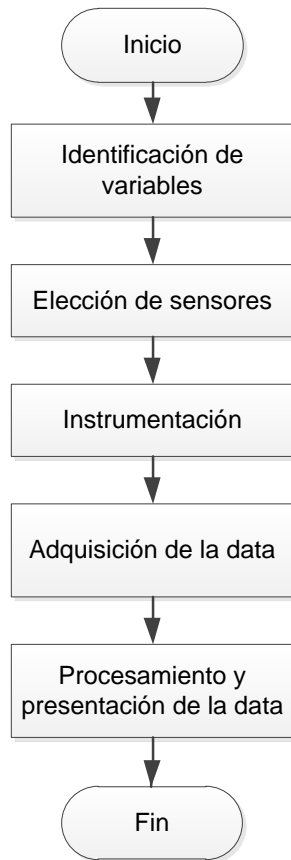 Inicio
Identificación de
variables
Elección de sensores
Instrumentación
Adquisición de la data
Procesamiento y
presentación de la data
Fin